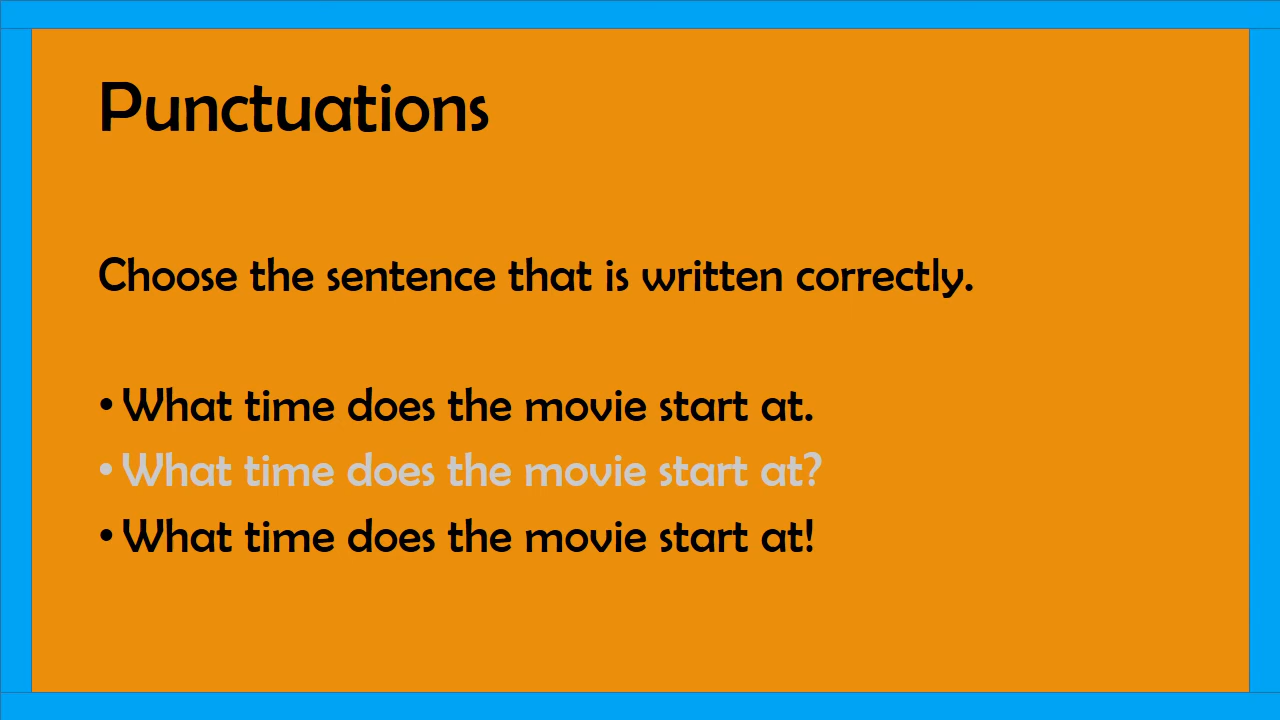 Punctuations
Choose the sentence that is written correctly.
• What time does the movie start at.
• What time does the movie start at?
• What time does the movie start at!